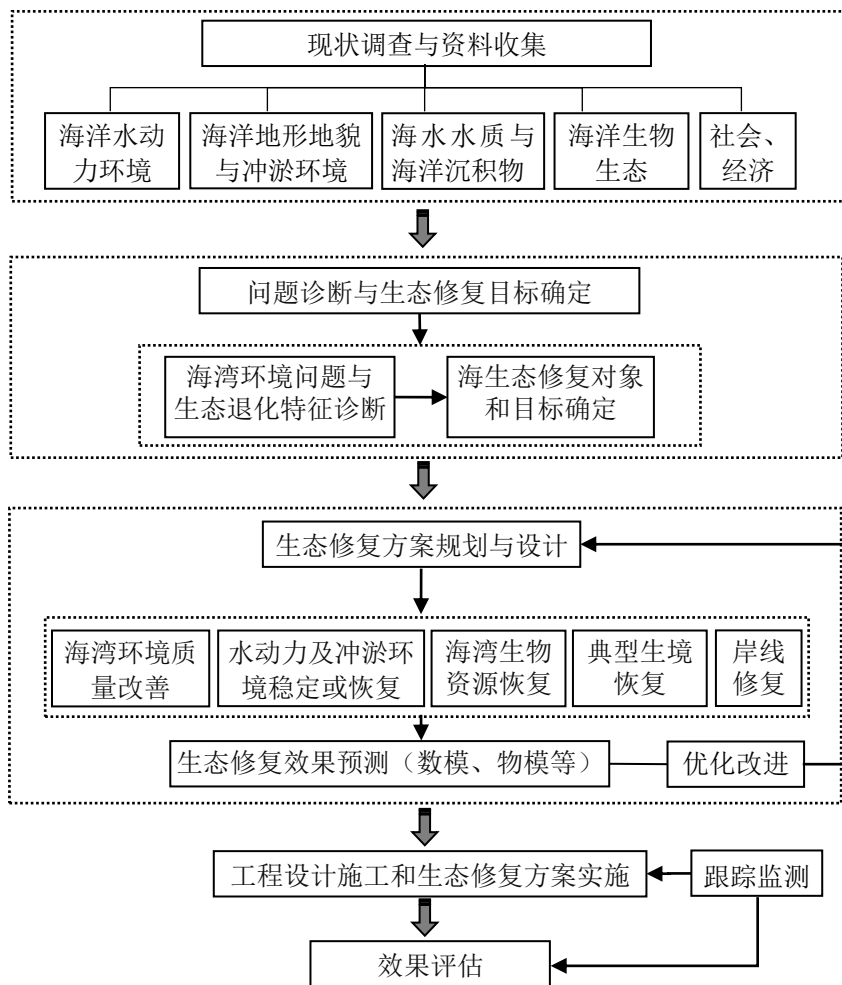 现状调查与资料收集
海洋水动
力环境
海洋地形地貌
与冲淤环境
海水水质与
海洋沉积物
海洋生物
生态
社会、
经济
问题诊断与生态修复目标确定
海湾环境问题与
生态退化特征诊断
海生态修复对象
和目标确定
生态修复方案规划与设计
海湾环境质
量改善
水动力及冲淤环
境稳定或恢复
海湾生物
资源恢复
典型生境
恢复
岸线
修复
生态修复效果预测（数模、物模等）
优化改进
工程设计施工和生态修复方案实施
跟踪监测
效果评估